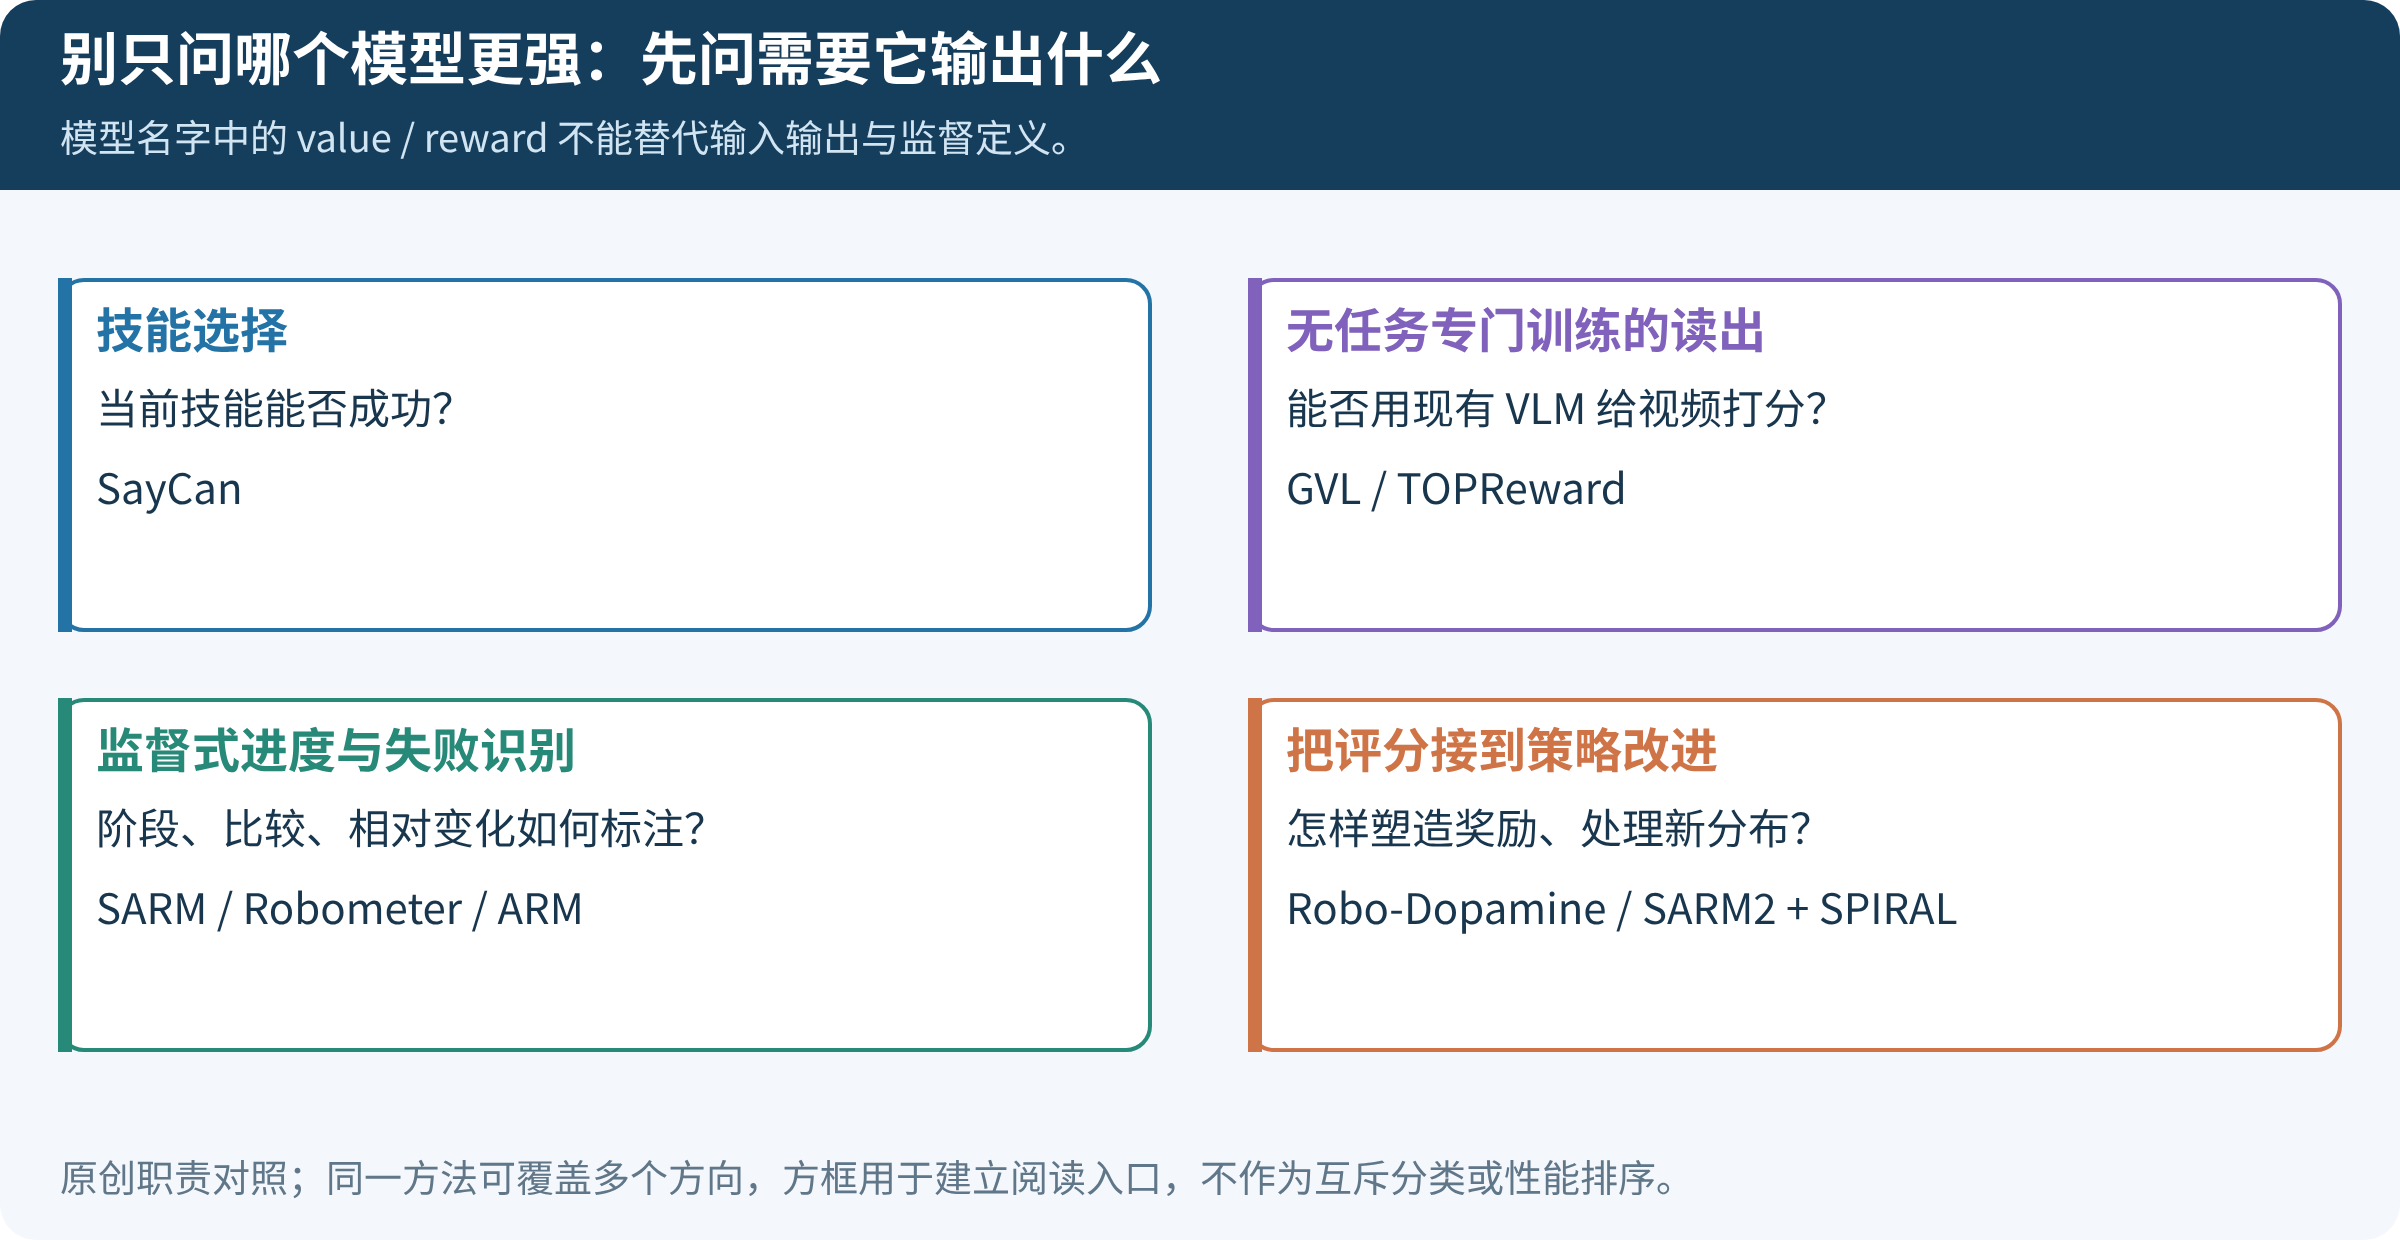 别只问哪个模型更强：先问需要它输出什么
模型名字中的 value / reward 不能替代输入输出与监督定义。
技能选择
当前技能能否成功？
SayCan
无任务专门训练的读出
能否用现有 VLM 给视频打分？
GVL / TOPReward
监督式进度与失败识别
阶段、比较、相对变化如何标注？
SARM / Robometer / ARM
把评分接到策略改进
怎样塑造奖励、处理新分布？
Robo-Dopamine / SARM2 + SPIRAL
原创职责对照；同一方法可覆盖多个方向，方框用于建立阅读入口，不作为互斥分类或性能排序。